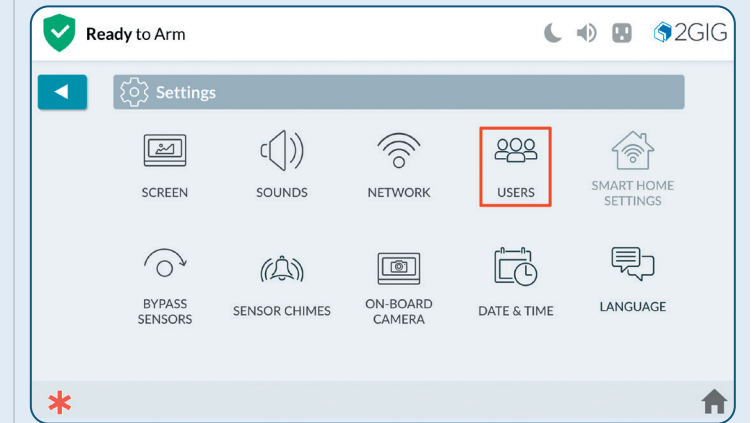 Ready to Arm
2GIG
Settings
SCREEN
SOUNDS
NETWORK
USERS
SMART HOME
SETTINGS
BYPASS
SENSORS
SENSOR CHIMES
ON-BOARD
CAMERA
DATE & TIME
LANGUAGE